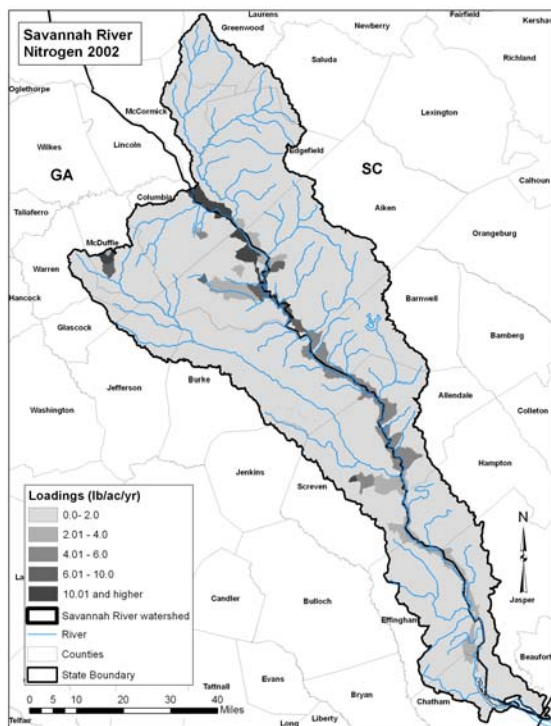 Savannah River
Nitrogen 2002
Laurens
Greenwood
Newberry
Fairfield
Kersha
Richland
Saluda
Oglethorpe
McCormick
Lexington
Wilkes
Lincoln
Edgefield
Calhoun
GA
SC
Columbia
Aiken
Taliaferro
McDuffie
Orangeburg
Warren
Hancock
Barnwell
Glascock
Bamberg
Jefferson
Burke
Washington
Allendale
Colleton
Hampton
Jenkins
Screven
Loadings (lb/ac/yr)
0.0- 2.0
2.01 - 4.0
4.01 - 6.0
6.01 - 10.0
10.01 and higher
Savannah River watershed
River
Counties
State Boundary
N
Jasper
Candler
Bulloch
Effingham
Beaufort
Tattnall
Evans
Bryan
Chatham
Long
Liberty
Telfair
0 5 10 20 30 40
Miles